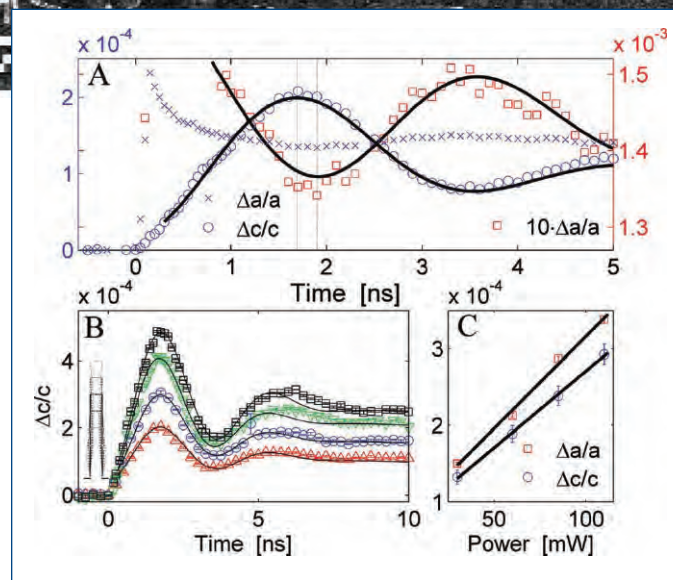 x 10⁻⁴
x 10⁻³
A
2
1
0
1.5
1.4
1.3
Δa/a
Δc/c
10·Δa/a
0 1 2 3 4 5
Time [ns]
x 10⁻⁴
B
4
2
0
Δc/c
0 5 10
Time [ns]
x 10⁻⁴
C
4
3
2
1
Δa/a
Δc/c
50 100
Power [mW]